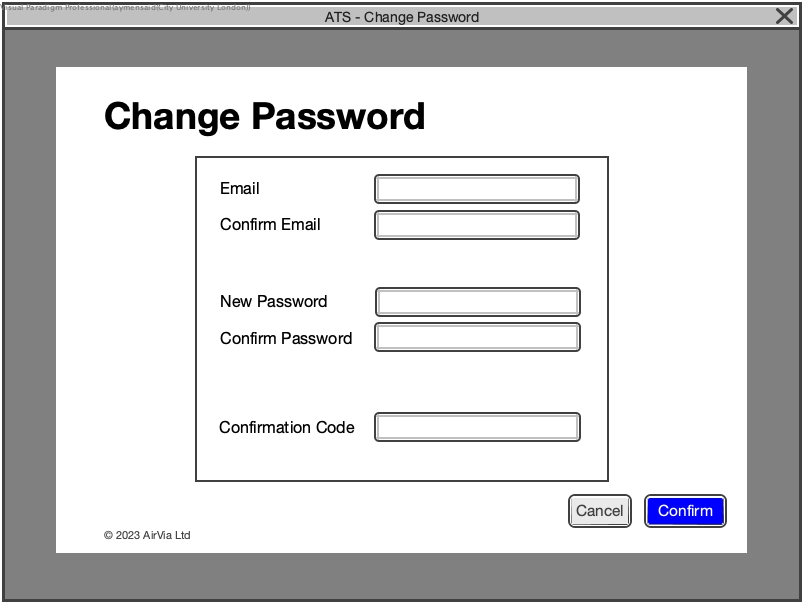 Visual Paradigm Professional(aymensaid(City University London))
ATS - Change Password
Change Password
Email
Confirm Email
New Password
Confirm Password
Confirmation Code
Cancel
Confirm
© 2023 AirVia Ltd